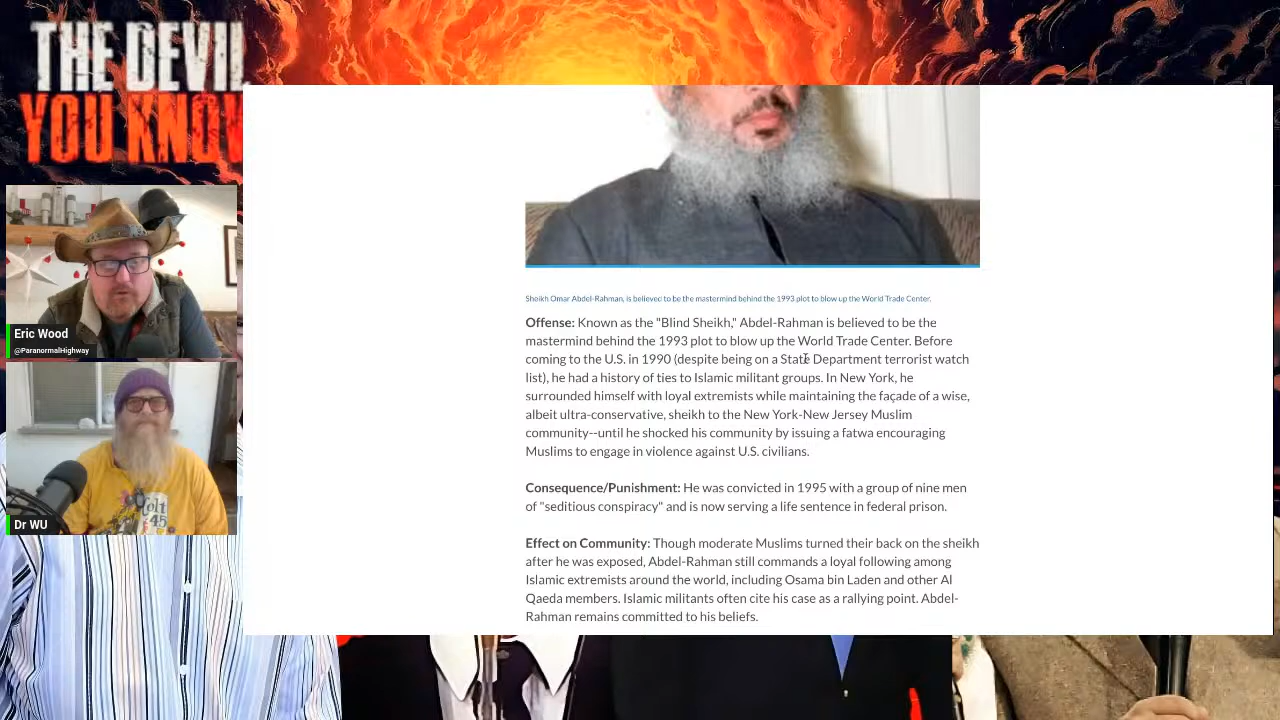 THE DEVIL
YOU KNOW
Eric Wood
@ParanormalHighway
Colt
45
Dr WU
Sheikh Omar Abdel-Rahman, is believed to be the mastermind behind the 1993 plot to blow up the World Trade Center.
Offense: Known as the "Blind Sheikh," Abdel-Rahman is believed to be the
mastermind behind the 1993 plot to blow up the World Trade Center. Before
coming to the U.S. in 1990 (despite being on a State Department terrorist watch
list), he had a history of ties to Islamic militant groups. In New York, he
surrounded himself with loyal extremists while maintaining the façade of a wise,
albeit ultra-conservative, sheikh to the New York-New Jersey Muslim
community--until he shocked his community by issuing a fatwa encouraging
Muslims to engage in violence against U.S. civilians.
Consequence/Punishment: He was convicted in 1995 with a group of nine men
of "seditious conspiracy" and is now serving a life sentence in federal prison.
Effect on Community: Though moderate Muslims turned their back on the sheikh
after he was exposed, Abdel-Rahman still commands a loyal following among
Islamic extremists around the world, including Osama bin Laden and other Al
Qaeda members. Islamic militants often cite his case as a rallying point. Abdel-
Rahman remains committed to his beliefs.